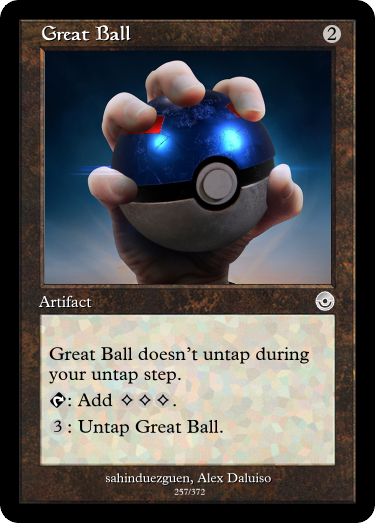 Great Ball 2
Artifact
Great Ball doesn't untap during
your untap step.
: Add ✧✧✧.
3: Untap Great Ball.
sahinduezguen, Alex Daluiso
257/372